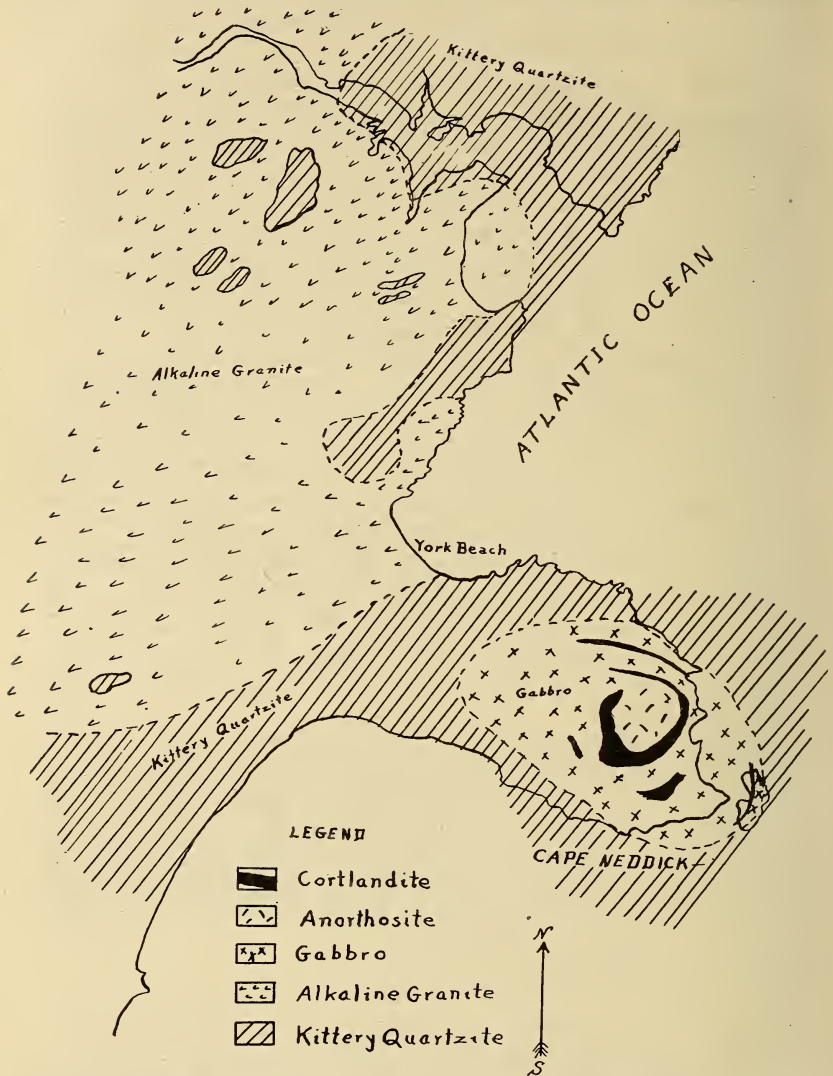 Kittery Quartzite
ATLANTIC OCEAN
Alkaline Granite
York Beach
Gabbro
Kittery Quartzite
CAPE NEDDICK
LEGEND
Cortlandite
Anorthosite
Gabbro
Alkaline Granite
Kittery Quartzite
N
S